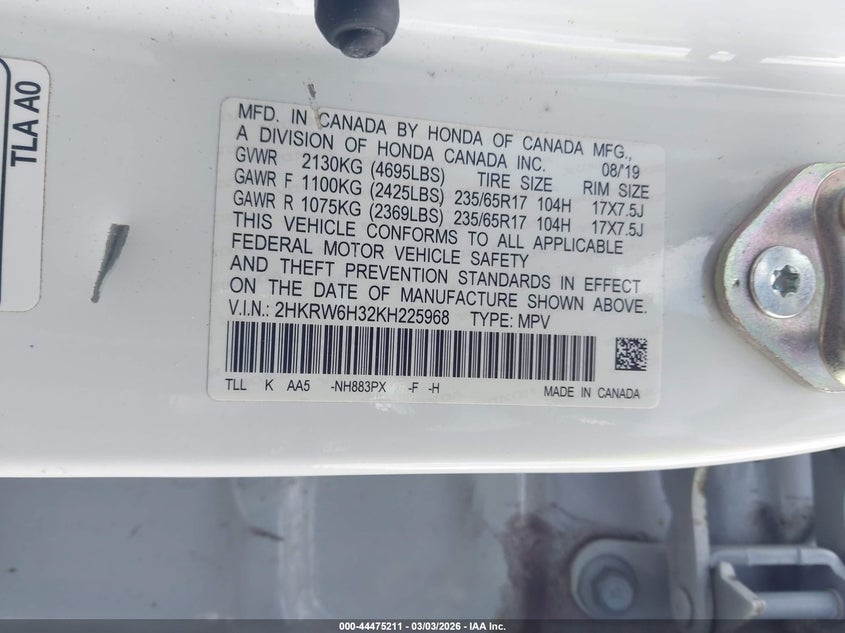 TLA A0
MFD. IN CANADA BY HONDA OF CANADA MFG.,
A DIVISION OF HONDA CANADA INC. 08/'19
GVWR 2130KG (4695LBS) TIRE SIZE RIM SIZE
GAWR F 1100KG (2425LBS) 235/65R17 104H 17X7.5J
GAWR R 1075KG (2369LBS) 235/65R17 104H 17X7.5J
THIS VEHICLE CONFORMS TO ALL APPLICABLE
FEDERAL MOTOR VEHICLE SAFETY
AND THEFT PREVENTION STANDARDS IN EFFECT
ON THE DATE OF MANUFACTURE SHOWN ABOVE.
V.I.N.: 2HKRW6H32KH225968 TYPE: MPV
TLL K AA5 -NH883PX -F -H MADE IN CANADA
000-44475211 - 03/03/2026 - IAA Inc.